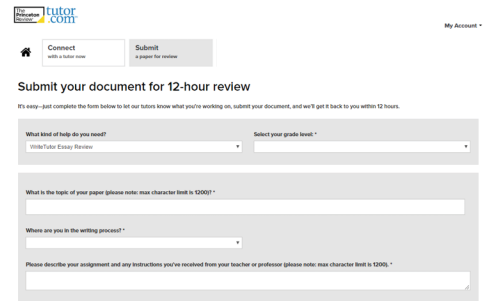 The
Princeton
Review
tutor
.com
My Account
Connect
with a tutor now
Submit
a paper for review
Submit your document for 12-hour review
It's easy—just complete the form below to let our tutors know what you're working on, submit your document, and we'll get it back to you within 12 hours.
What kind of help do you need?
Select your grade level: *
WriteTutor Essay Review
What is the topic of your paper (please note: max character limit is 1200)? *
Where are you in the writing process? *
Please describe your assignment and any instructions you've received from your teacher or professor (please note: max character limit is 1200). *